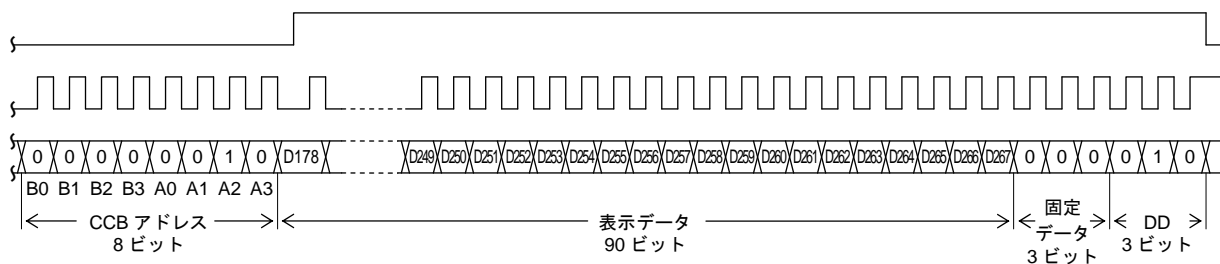 0 0 0 0 0 0 1 0 D178 D249 D250 D251 D252 D253 D254 D255 D256 D257 D258 D259 D260 D261 D262 D263 D264 D265 D266 D267 0 0 0 0 1 0
B0 B1 B2 B3 A0 A1 A2 A3
CCB アドレス
8 ビット
表示データ
90 ビット
固定
データ
3 ビット
DD
3 ビット